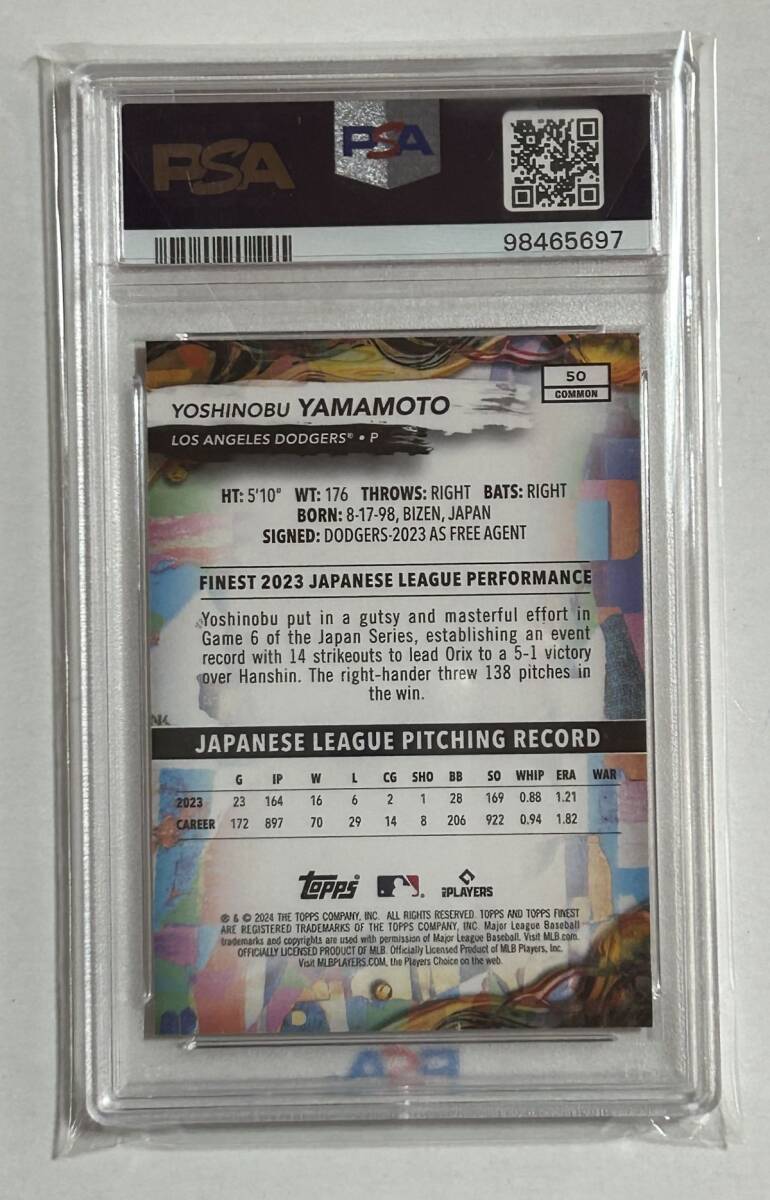 PSA PSA
98465697
50
COMMON
YOSHINOBU YAMAMOTO
LOS ANGELES DODGERS® • P
HT: 5'10" WT: 176 THROWS: RIGHT BATS: RIGHT
BORN: 8-17-98, BIZEN, JAPAN
SIGNED: DODGERS-2023 AS FREE AGENT
FINEST 2023 JAPANESE LEAGUE PERFORMANCE
Yoshinobu put in a gutsy and masterful effort in
Game 6 of the Japan Series, establishing an event
record with 14 strikeouts to lead Orix to a 5-1 victory
over Hanshin. The right-hander threw 138 pitches in
the win.
JAPANESE LEAGUE PITCHING RECORD
G IP W L CG SHO BB SO WHIP ERA WAR
2023 23 164 16 6 2 1 28 169 0.88 1.21
CAREER 172 897 70 29 14 8 206 922 0.94 1.82
Topps ® PLAYERS
® & © 2024 THE TOPPS COMPANY, INC. ALL RIGHTS RESERVED. TOPPS AND TOPPS FINEST
ARE REGISTERED TRADEMARKS OF THE TOPPS COMPANY, INC. Major League Baseball
trademarks and copyrights are used with permission of Major League Baseball. Visit MLB.com.
OFFICIALLY LICENSED PRODUCT OF MLB. Officially Licensed Product of MLB Players, Inc.
Visit MLBPLAYERS.COM, the Players Choice on the web.
PSA